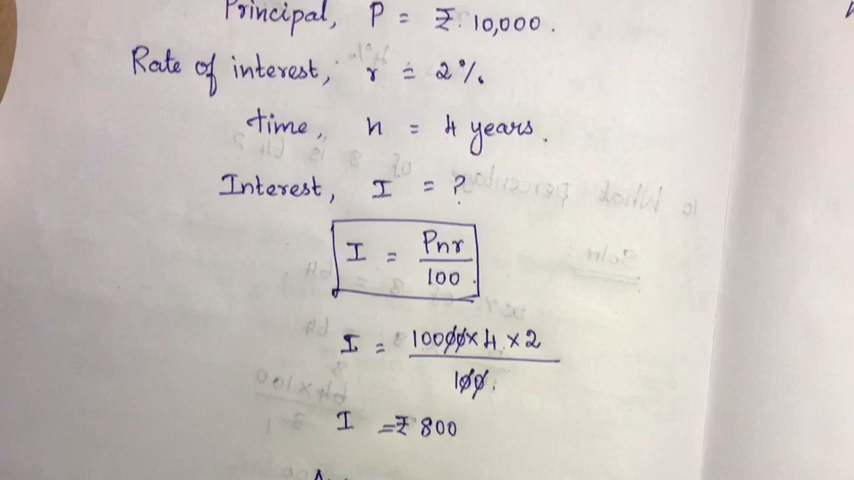 Principal, P = ₹. 10,000.
Rate of interest, r = 2%.
time, n = 4 years.
Interest, I = ?
I = Pnr / 100
I = 10000 × 4 × 2 / 100.
I = ₹ 800